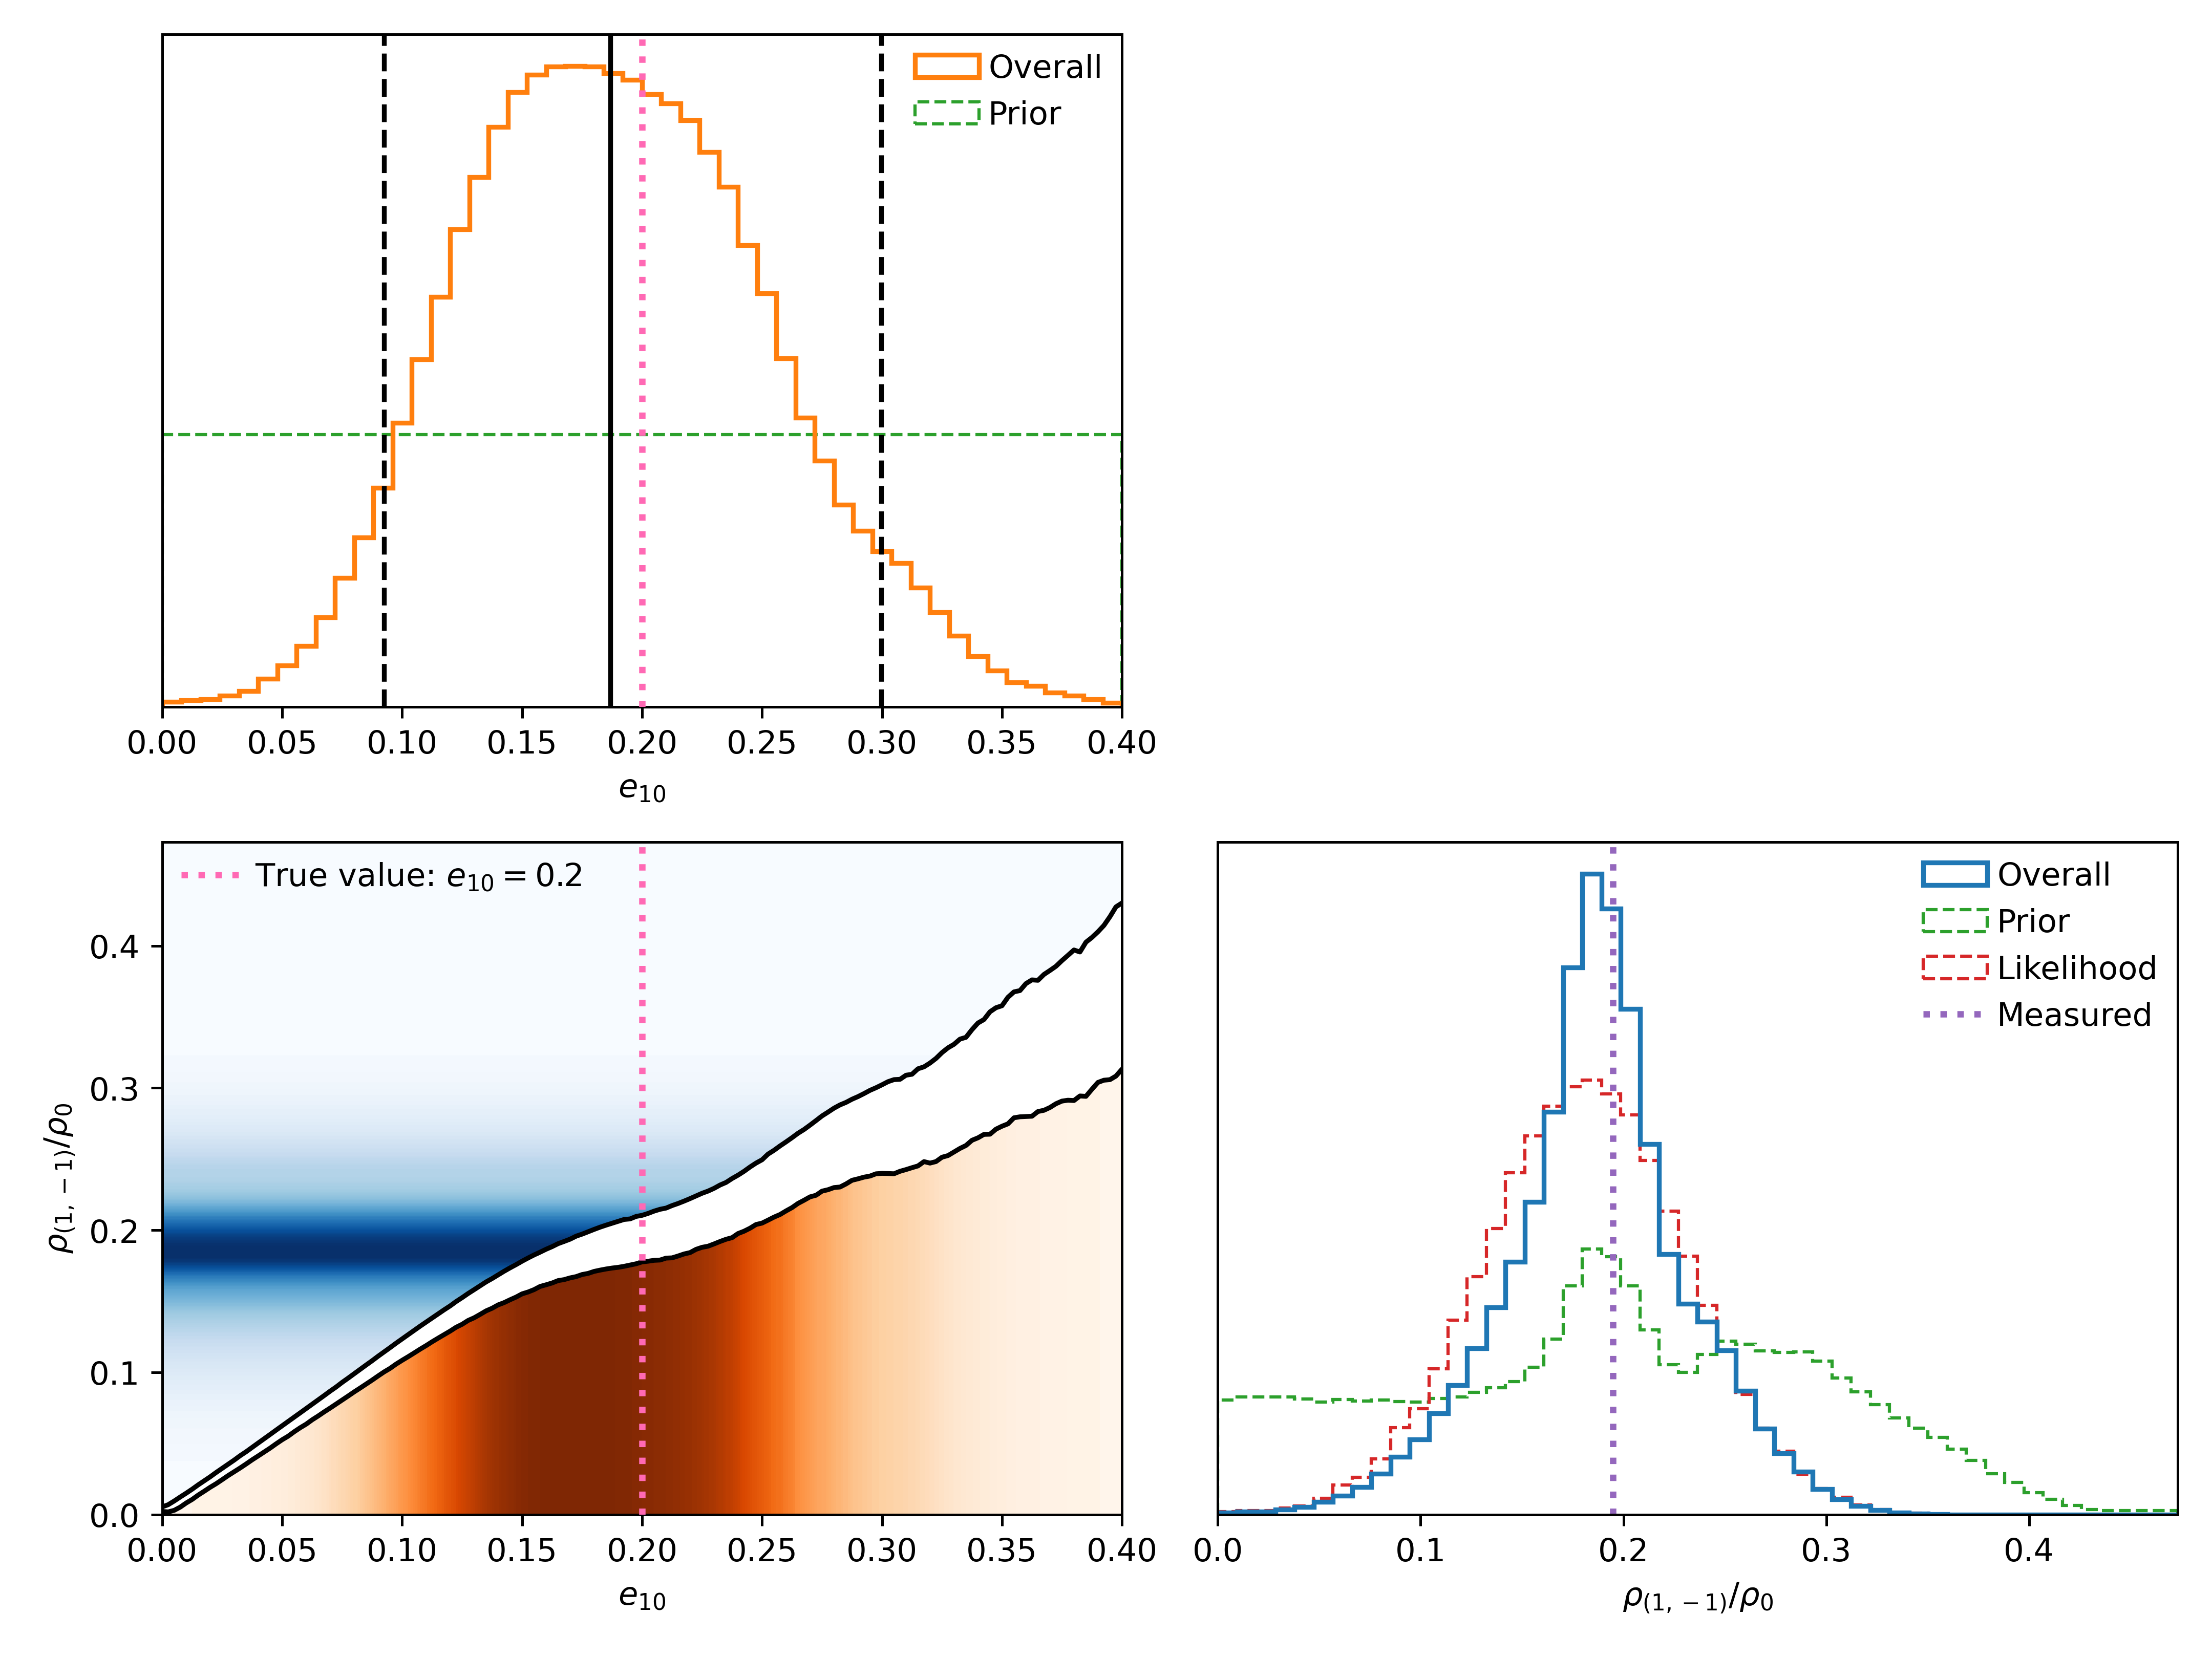 Overall
Prior
0.00 0.05 0.10 0.15 0.20 0.25 0.30 0.35 0.40
e₁₀
True value: e₁₀ = 0.2
0.4
0.3
0.2
0.1
0.0
ρ₍₁, ₋₁₎/ρ₀
0.00 0.05 0.10 0.15 0.20 0.25 0.30 0.35 0.40
e₁₀
Overall
Prior
Likelihood
Measured
0.0 0.1 0.2 0.3 0.4
ρ₍₁, ₋₁₎/ρ₀